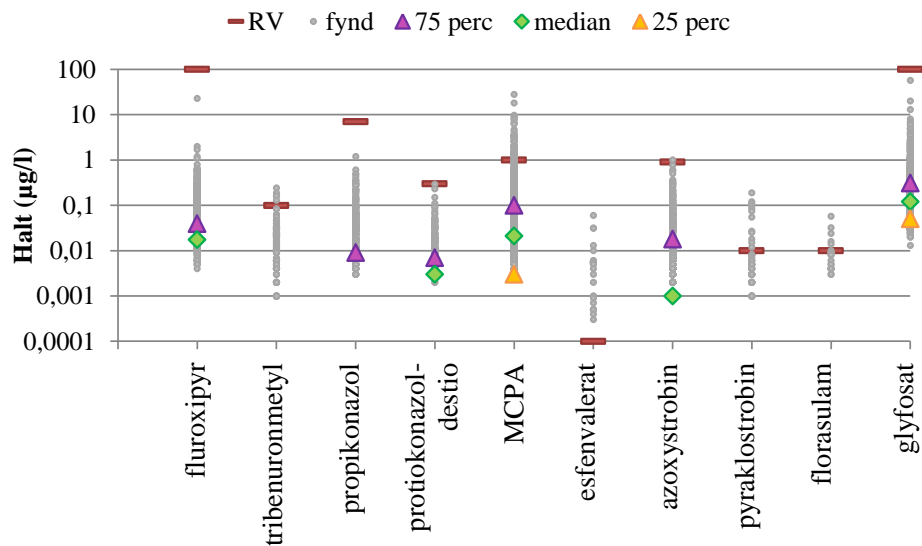 RV fynd 75 perc median 25 perc
Halt (µg/l)
100
10
1
0,1
0,01
0,001
0,0001
fluroxipyr
tribenuronmetyl
propikonazol
protiokonazol-
destio
MCPA
esfenvalerat
azoxystrobin
pyraklostrobin
florasulam
glyfosat